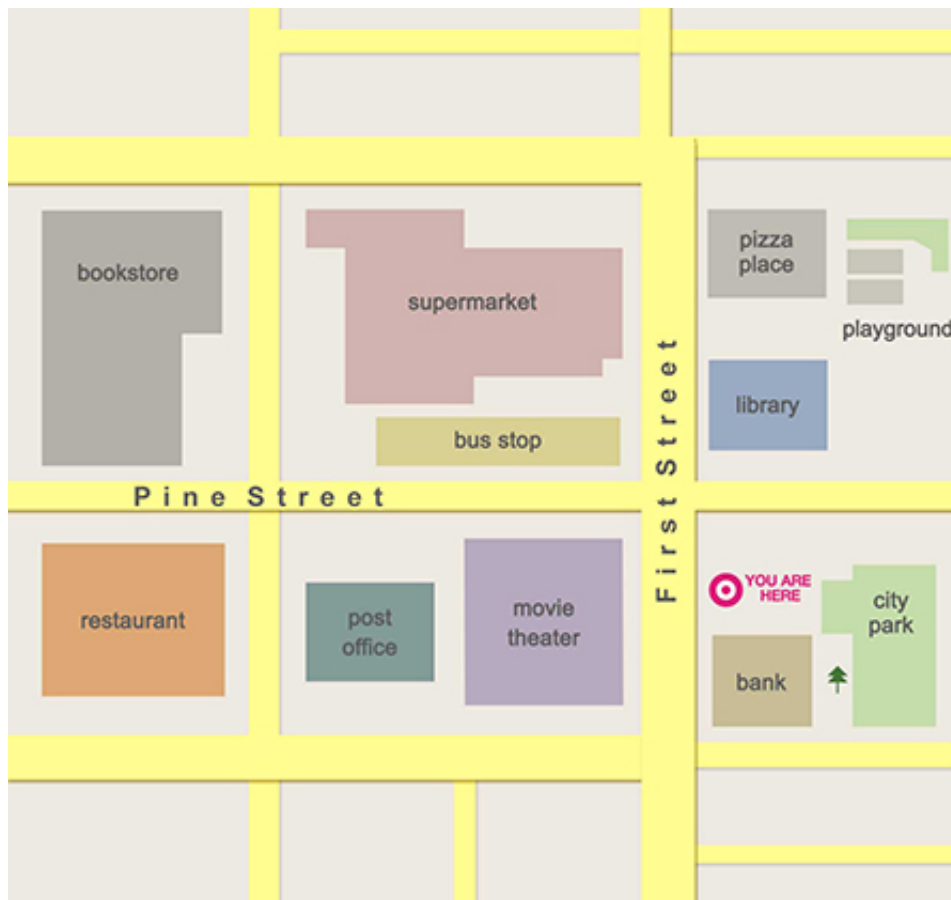 bookstore
supermarket
pizza
place
playground
library
bus stop
Pine Street
First Street
restaurant
post
office
movie
theater
YOU ARE
HERE
city
park
bank